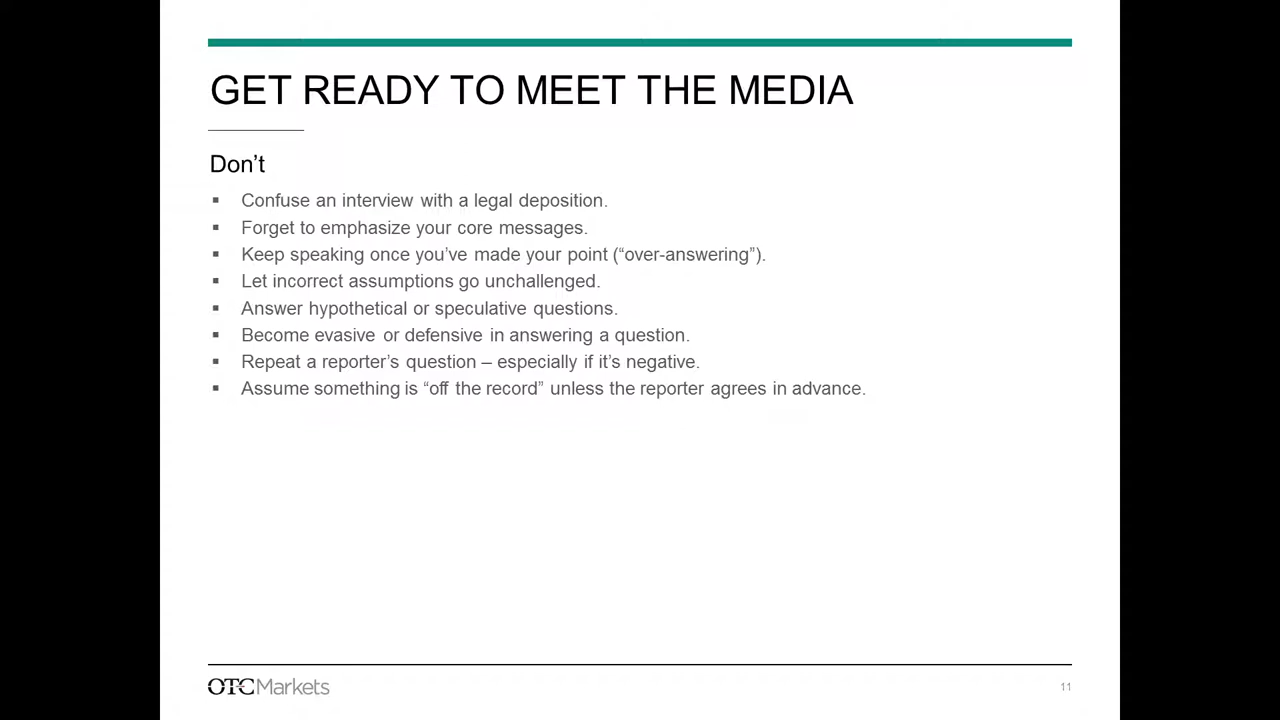 GET READY TO MEET THE MEDIA
Don’t
▪ Confuse an interview with a legal deposition.
▪ Forget to emphasize your core messages.
▪ Keep speaking once you’ve made your point (“over-answering”).
▪ Let incorrect assumptions go unchallenged.
▪ Answer hypothetical or speculative questions.
▪ Become evasive or defensive in answering a question.
▪ Repeat a reporter’s question – especially if it’s negative.
▪ Assume something is “off the record” unless the reporter agrees in advance.
OTCMarkets
11